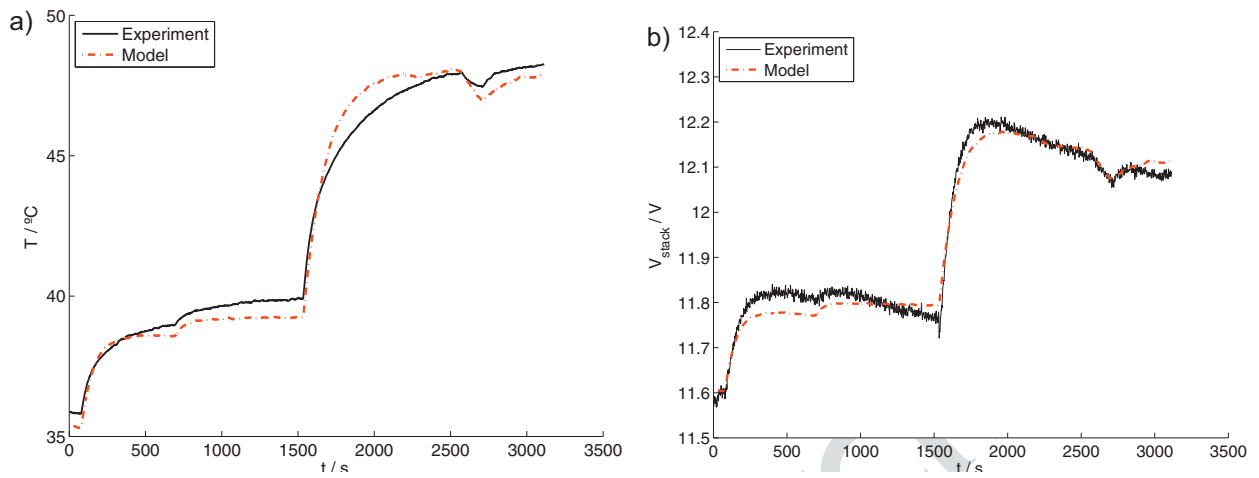 a)
50
45
40
35
T / ºC
Experiment
Model
0 500 1000 1500 2000 2500 3000 3500
t / s
b)
12.4
12.3
12.2
12.1
12
11.9
11.8
11.7
11.6
11.5
V_stack / V
Experiment
Model
0 500 1000 1500 2000 2500 3000 3500
t / s